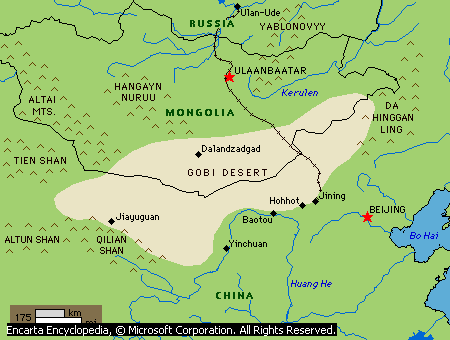 Ulan-Ude
RUSSIA
YABLONOVYY
ULAANBAATAR
HANGAYN
NURUU
Kerulen
ALTAI
MTS.
MONGOLIA
DA
HINGGAN
LING
Dalandzadgad
TIEN SHAN
GOBI DESERT
Hohhot
Jining
BEIJING
Jiayuguan
Baotou
Bo Hai
ALTUN SHAN
QILIAN
SHAN
Yinchuan
Huang He
CHINA
175
km
mi
Encarta Encyclopedia, © Microsoft Corporation. All Rights Reserved.